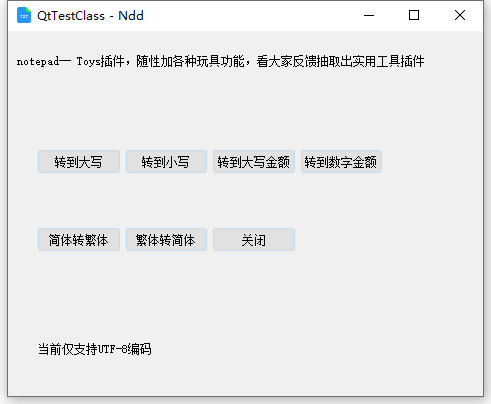 QtTestClass - Ndd
notepad-- Toys插件，随性加各种玩具功能，看大家反馈抽取出实用工具插件
转到大写 转到小写 转到大写金额 转到数字金额
简体转繁体 繁体转简体 关闭
当前仅支持UTF-8编码